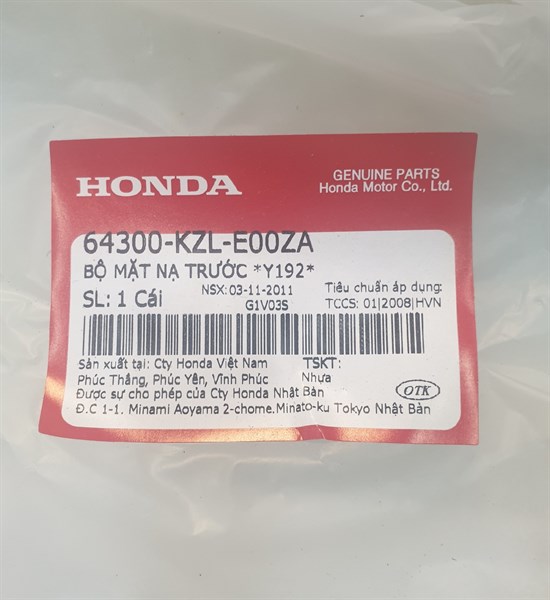 HONDA
GENUINE PARTS
Honda Motor Co., Ltd.
64300-KZL-E00ZA
BỘ MẶT NẠ TRƯỚC *Y192*
SL: 1 Cái
NSX: 03-11-2011
G1V03S
Tiêu chuẩn áp dụng:
TCCS: 01|2008|HVN
Sản xuất tại: Cty Honda Việt Nam
TSKT:
Phúc Thắng, Phúc Yên, Vĩnh Phúc
Nhựa
Được sự cho phép của Cty Honda Nhật Bản
Đ.C 1-1. Minami Aoyama 2-chome.Minato-ku Tokyo Nhật Bản
OTK